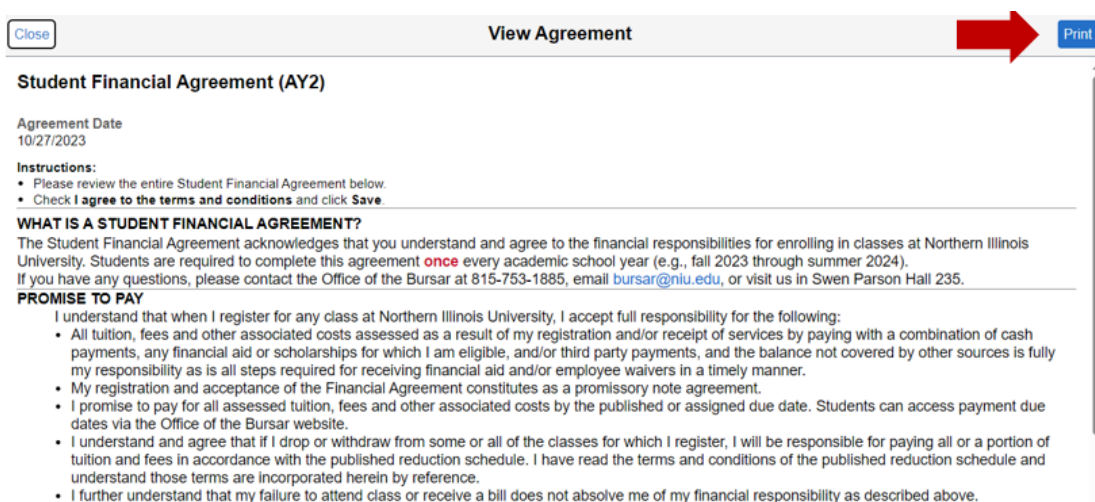 Close
View Agreement
Print
Student Financial Agreement (AY2)
Agreement Date
10/27/2023
Instructions:
• Please review the entire Student Financial Agreement below.
• Check I agree to the terms and conditions and click Save.
WHAT IS A STUDENT FINANCIAL AGREEMENT?
The Student Financial Agreement acknowledges that you understand and agree to the financial responsibilities for enrolling in classes at Northern Illinois
University. Students are required to complete this agreement once every academic school year (e.g., fall 2023 through summer 2024).
If you have any questions, please contact the Office of the Bursar at 815-753-1885, email bursar@niu.edu, or visit us in Swen Parson Hall 235.
PROMISE TO PAY
I understand that when I register for any class at Northern Illinois University, I accept full responsibility for the following:
• All tuition, fees and other associated costs assessed as a result of my registration and/or receipt of services by paying with a combination of cash
payments, any financial aid or scholarships for which I am eligible, and/or third party payments, and the balance not covered by other sources is fully
my responsibility as is all steps required for receiving financial aid and/or employee waivers in a timely manner.
• My registration and acceptance of the Financial Agreement constitutes as a promissory note agreement.
• I promise to pay for all assessed tuition, fees and other associated costs by the published or assigned due date. Students can access payment due
dates via the Office of the Bursar website.
• I understand and agree that if I drop or withdraw from some or all of the classes for which I register, I will be responsible for paying all or a portion of
tuition and fees in accordance with the published reduction schedule. I have read the terms and conditions of the published reduction schedule and
understand those terms are incorporated herein by reference.
• I further understand that my failure to attend class or receive a bill does not absolve me of my financial responsibility as described above.